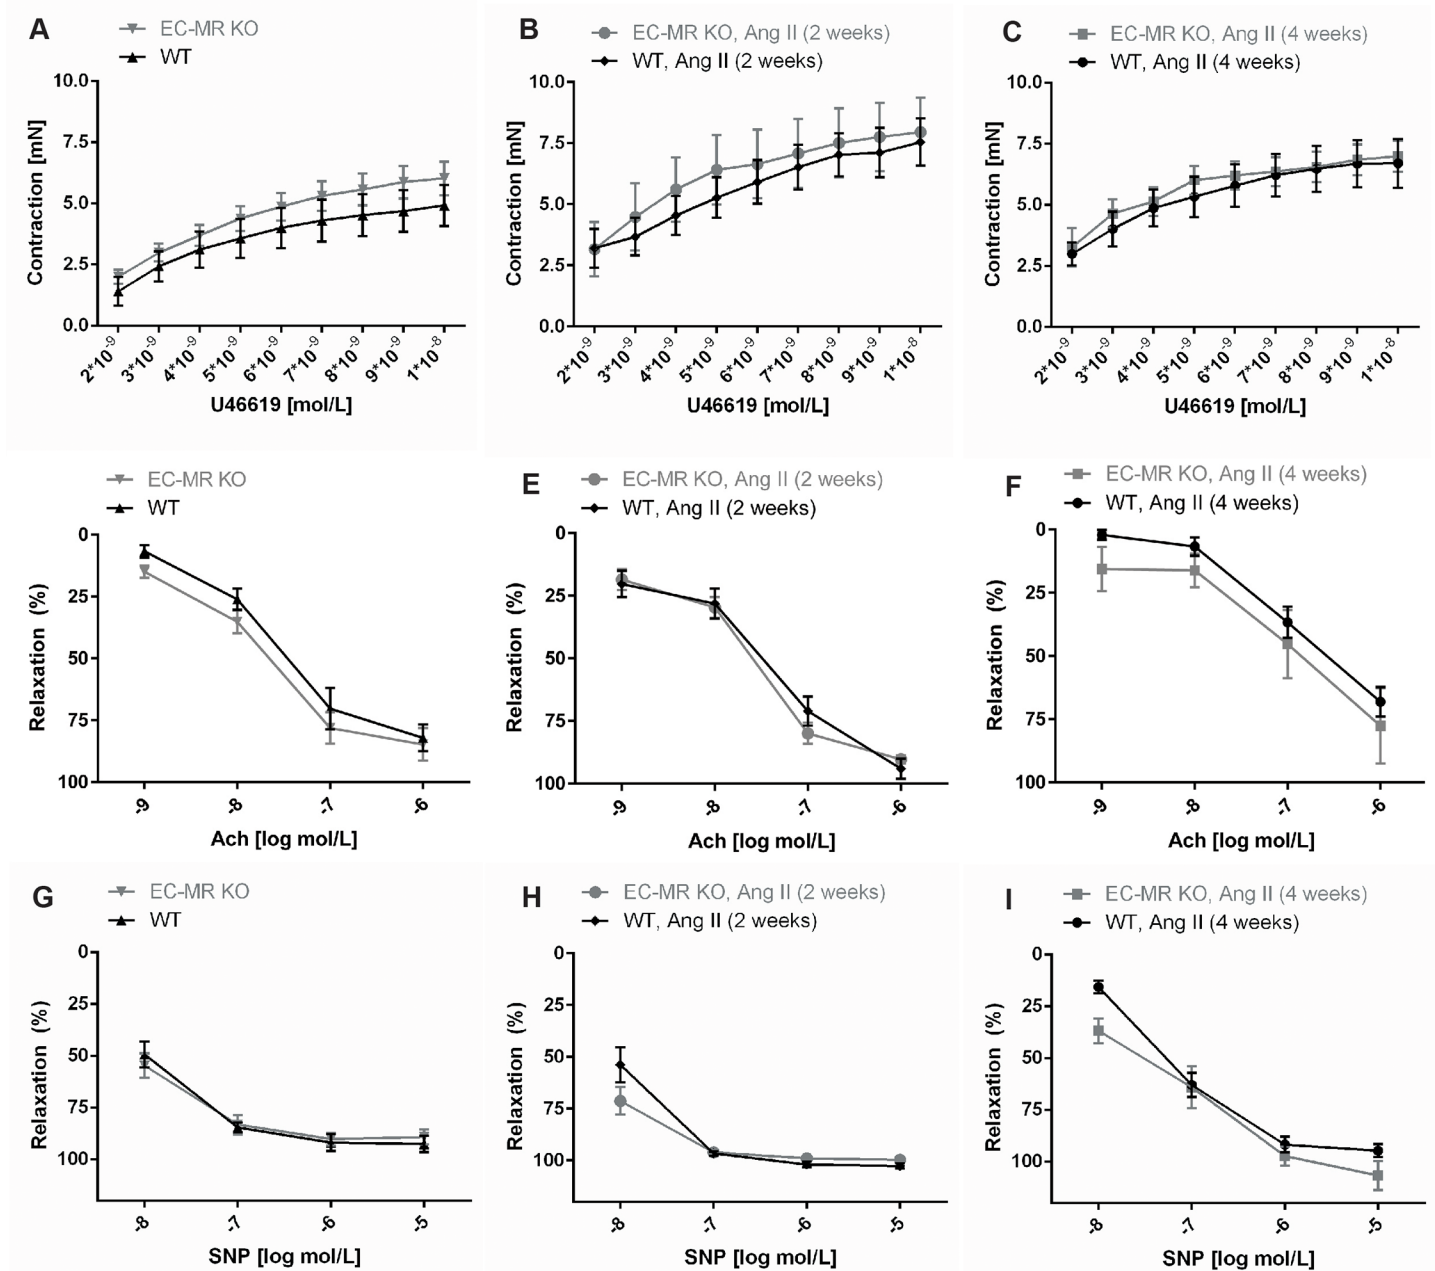 A
EC-MR KO
WT
10.0
7.5
5.0
2.5
0.0
Contraction [mN]
2*10-9
3*10-9
4*10-9
5*10-9
6*10-9
7*10-9
8*10-9
9*10-9
1*10-8
U46619 [mol/L]
B
EC-MR KO, Ang II (2 weeks)
WT, Ang II (2 weeks)
10.0
7.5
5.0
2.5
0.0
Contraction [mN]
2*10-9
3*10-9
4*10-9
5*10-9
6*10-9
7*10-9
8*10-9
9*10-9
1*10-8
U46619 [mol/L]
C
EC-MR KO, Ang II (4 weeks)
WT, Ang II (4 weeks)
10.0
7.5
5.0
2.5
0.0
Contraction [mN]
2*10-9
3*10-9
4*10-9
5*10-9
6*10-9
7*10-9
8*10-9
9*10-9
1*10-8
U46619 [mol/L]
D
EC-MR KO
WT
0
25
50
75
100
Relaxation (%)
-9
-8
-7
-6
Ach [log mol/L]
E
EC-MR KO, Ang II (2 weeks)
WT, Ang II (2 weeks)
0
25
50
75
100
Relaxation (%)
-9
-8
-7
-6
Ach [log mol/L]
F
EC-MR KO, Ang II (4 weeks)
WT, Ang II (4 weeks)
0
25
50
75
100
Relaxation (%)
-9
-8
-7
-6
Ach [log mol/L]
G
EC-MR KO
WT
0
25
50
75
100
Relaxation (%)
-8
-7
-6
-5
SNP [log mol/L]
H
EC-MR KO, Ang II (2 weeks)
WT, Ang II (2 weeks)
0
25
50
75
100
Relaxation (%)
-8
-7
-6
-5
SNP [log mol/L]
I
EC-MR KO, Ang II (4 weeks)
WT, Ang II (4 weeks)
0
25
50
75
100
Relaxation (%)
-8
-7
-6
-5
SNP [log mol/L]